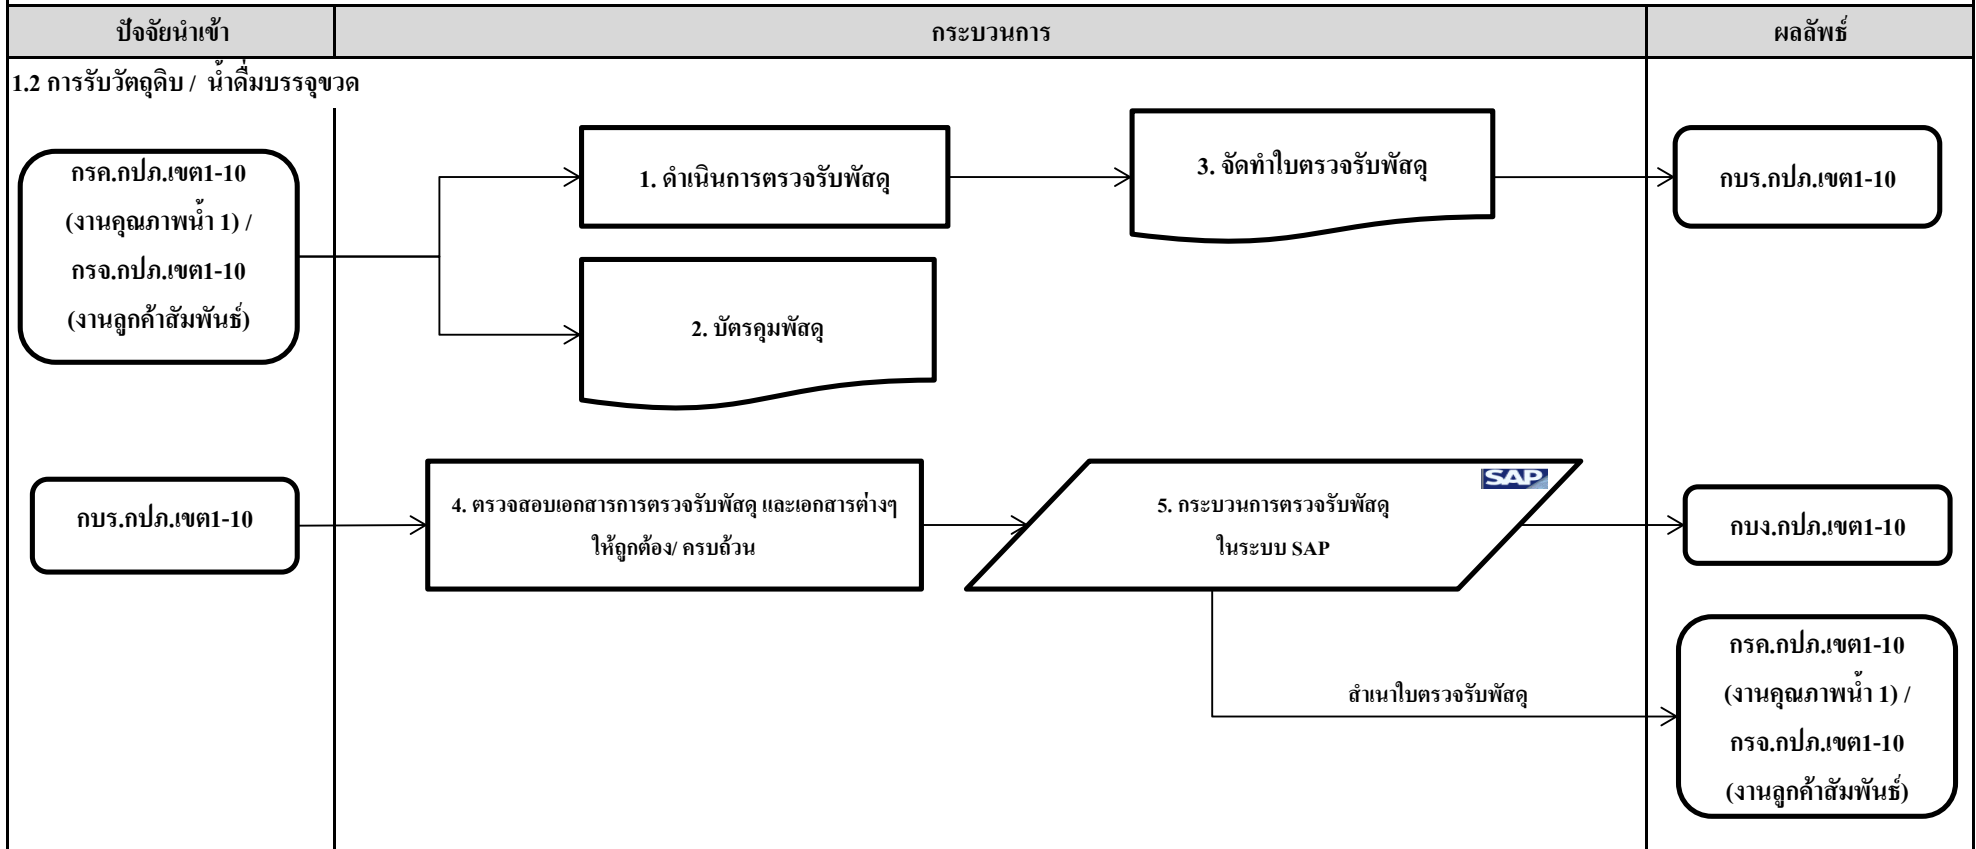 ปัจจัยนำเข้า
กระบวนการ
ผลลัพธ์
1.2 การรับวัตถุดิบ / น้ำดื่มบรรจุขวด
กรค.กปภ.เขต1-10
(งานคุณภาพน้ำ 1) /
กรจ.กปภ.เขต1-10
(งานลูกค้าสัมพันธ์)
1. ดำเนินการตรวจรับพัสดุ
3. จัดทำใบตรวจรับพัสดุ
กบร.กปภ.เขต1-10
2. บัตรคุมพัสดุ
กบร.กปภ.เขต1-10
4. ตรวจสอบเอกสารการตรวจรับพัสดุ และเอกสารต่างๆ
ให้ถูกต้อง/ ครบถ้วน
SAP
5. กระบวนการตรวจรับพัสดุ
ในระบบ SAP
กบง.กปภ.เขต1-10
สำเนาใบตรวจรับพัสดุ
กรค.กปภ.เขต1-10
(งานคุณภาพน้ำ 1) /
กรจ.กปภ.เขต1-10
(งานลูกค้าสัมพันธ์)